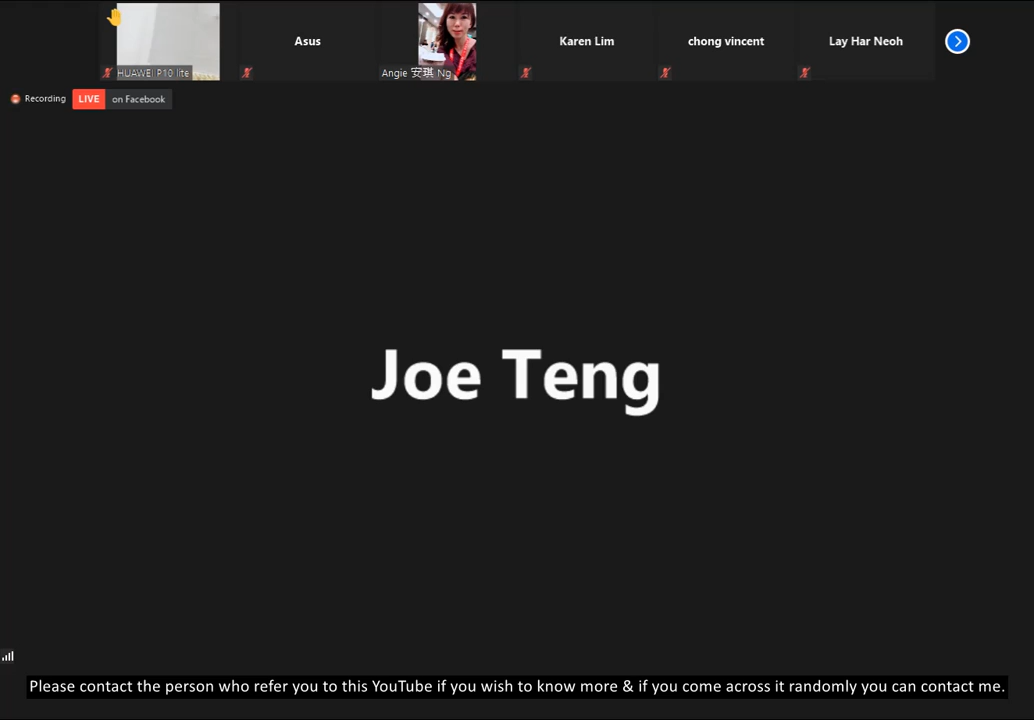 HUAWEI P10 lite
Asus
Angie 安琪 Ng
Karen Lim
chong vincent
Lay Har Neoh
Recording
LIVE on Facebook
Joe Teng
Please contact the person who refer you to this YouTube if you wish to know more & if you come across it randomly you can contact me.